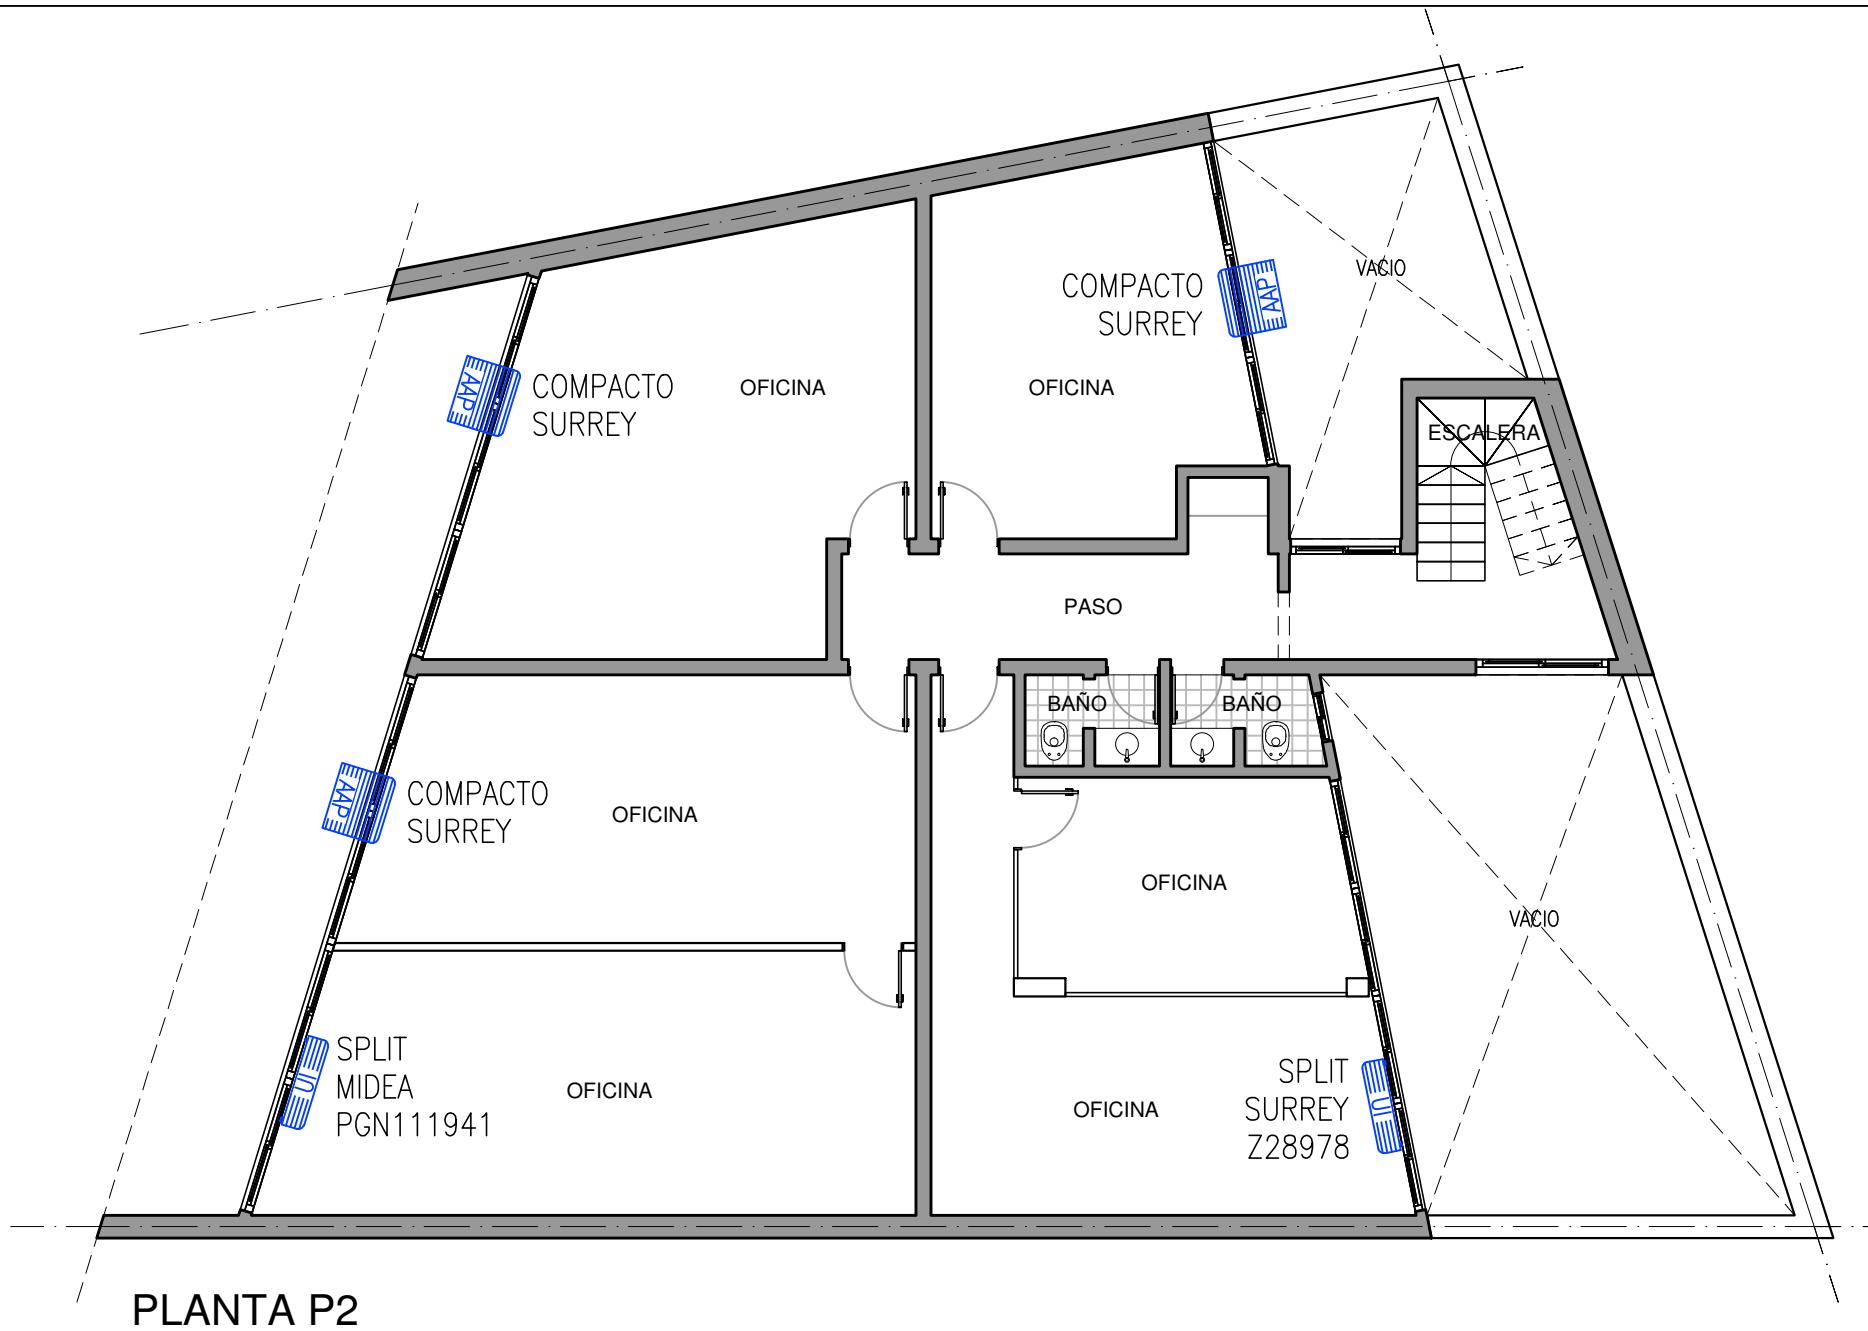 VACIO
COMPACTO
SURREY
AAP
COMPACTO
SURREY
AAP
OFICINA
OFICINA
ESCALERA
PASO
BAÑO
BAÑO
COMPACTO
SURREY
AAP
OFICINA
OFICINA
VACIO
SPLIT
MIDEA
PGN111941
UI
OFICINA
OFICINA
SPLIT
SURREY
Z28978
UI
PLANTA P2